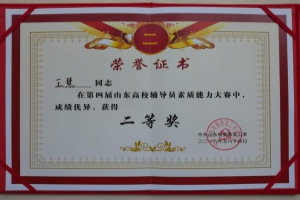 二
荣誉证书
同志
在第四届山东高校辅导员素质能力大赛中,
成绩优异，获得
二等奖